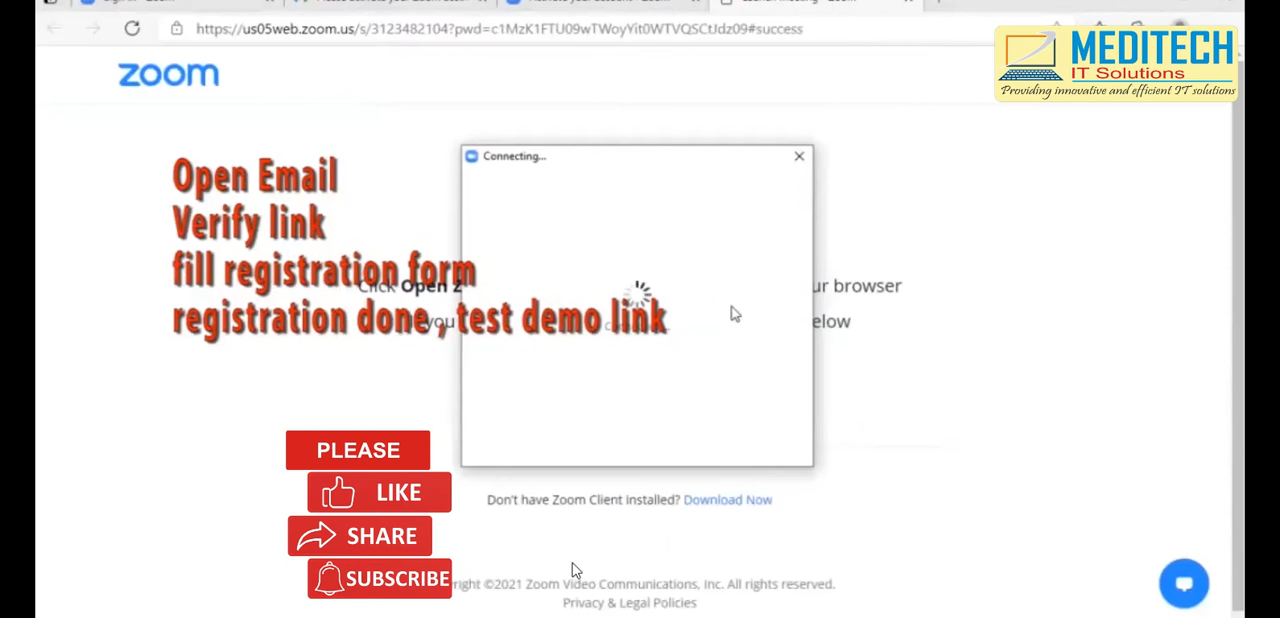 https://us05web.zoom.us/s/3123482104?pwd=c1MzK1FTU09wTWoyYit0WTVQSCtJdz09#success
MEDITECH
IT Solutions
Providing innovative and efficient IT solutions
zoom
Connecting...
Open Email
Verify link
fill registration form
Click Open Z
ur browser
registration done , test demo link
you
elow
PLEASE
LIKE
SHARE
SUBSCRIBE
Don't have Zoom Client installed? Download Now
right ©2021 Zoom Video Communications, Inc. All rights reserved.
Privacy & Legal Policies